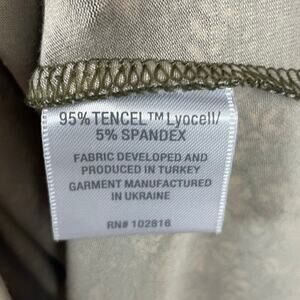 95% TENCEL™ Lyocell/
5% SPANDEX
FABRIC DEVELOPED AND
PRODUCED IN TURKEY
GARMENT MANUFACTURED
IN UKRAINE
RN# 102816